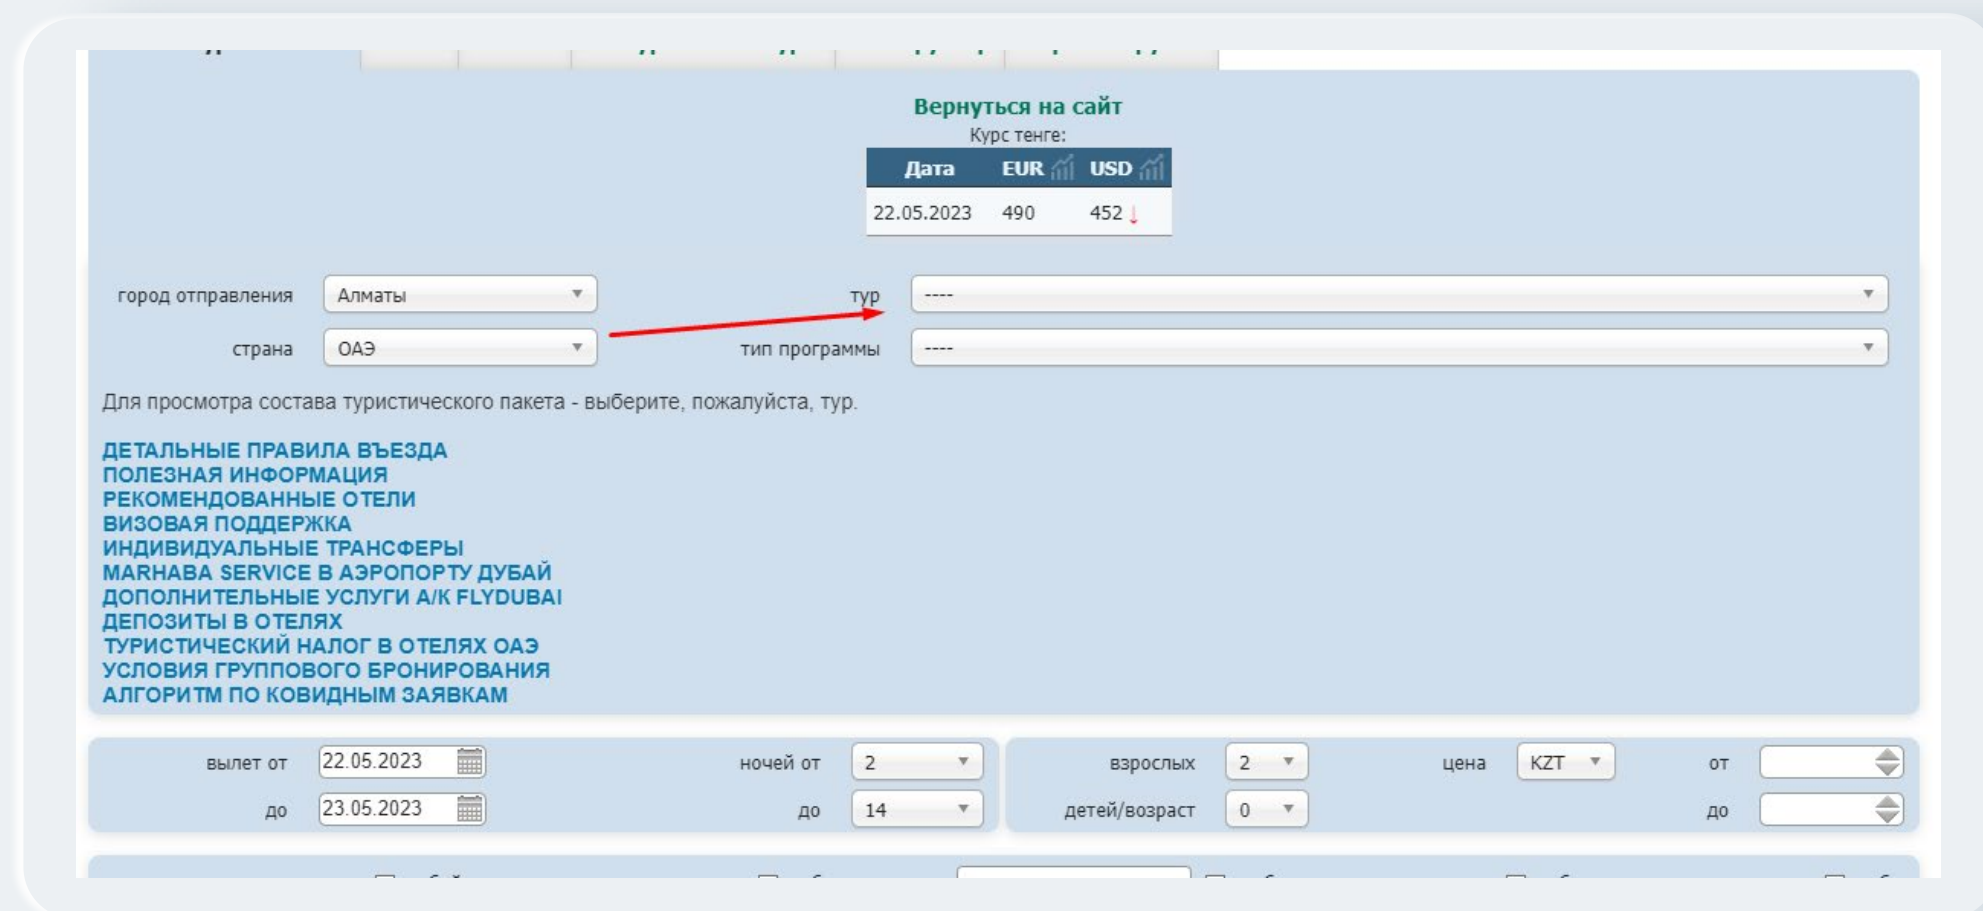 Вернуться на сайт
Курс тенге:
Дата EUR USD
22.05.2023 490 452 ↓
город отправления Алматы тур ----
страна ОАЭ тип программы ----
Для просмотра состава туристического пакета - выберите, пожалуйста, тур.
ДЕТАЛЬНЫЕ ПРАВИЛА ВЪЕЗДА
ПОЛЕЗНАЯ ИНФОРМАЦИЯ
РЕКОМЕНДОВАННЫЕ ОТЕЛИ
ВИЗОВАЯ ПОДДЕРЖКА
ИНДИВИДУАЛЬНЫЕ ТРАНСФЕРЫ
MARHABA SERVICE В АЭРОПОРТУ ДУБАЙ
ДОПОЛНИТЕЛЬНЫЕ УСЛУГИ А/К FLYDUBAI
ДЕПОЗИТЫ В ОТЕЛЯХ
ТУРИСТИЧЕСКИЙ НАЛОГ В ОТЕЛЯХ ОАЭ
УСЛОВИЯ ГРУППОВОГО БРОНИРОВАНИЯ
АЛГОРИТМ ПО КОВИДНЫМ ЗАЯВКАМ
вылет от 22.05.2023 ночей от 2 взрослых 2 цена KZT от
до 23.05.2023 до 14 детей/возраст 0 до